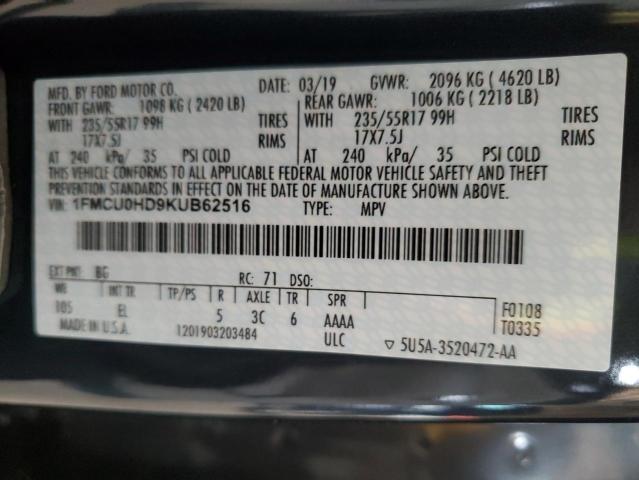 MFD. BY FORD MOTOR CO. DATE: 03/19 GVWR: 2096 KG ( 4620 LB)
FRONT GAWR: 1098 KG ( 2420 LB) REAR GAWR: 1006 KG ( 2218 LB)
WITH 235/55R17 99H TIRES WITH 235/55R17 99H TIRES
17X7.5J RIMS 17X7.5J RIMS
AT 240 kPa/ 35 PSI COLD AT 240 kPa/ 35 PSI COLD
THIS VEHICLE CONFORMS TO ALL APPLICABLE FEDERAL MOTOR VEHICLE SAFETY AND THEFT
PREVENTION STANDARDS IN EFFECT ON THE DATE OF MANUFACTURE SHOWN ABOVE.
VIN: 1FMCU0HD9KUB62516 TYPE: MPV
EXT PNT: BG RC: 71 DSO:
WB INT TR TP/PS R AXLE TR SPR F0108
105 EL 5 3C 6 AAAA T0335
MADE IN U.S.A. 1201903203484 ULC ▽ 5U5A-3520472-AA